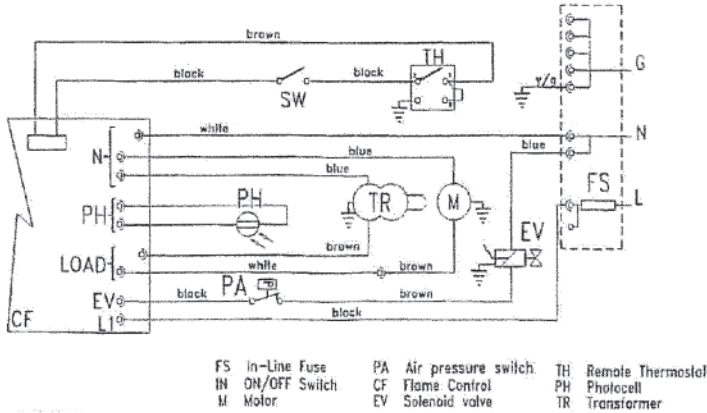 brown
TH
black
black
SW
G
y/g
white
N
blue
blue
N
blue
FS
L
PH
PH
TR
M
EV
brown
LOAD
white
brown
EV
black
PA
brown
black
CF
L1
FS In-Line Fuse
PA Air pressure switch
TH Remote Thermostat
IN ON/OFF Switch
CF Flame Control
PH Photocell
M Motor
EV Solenoid valve
TR Transformer